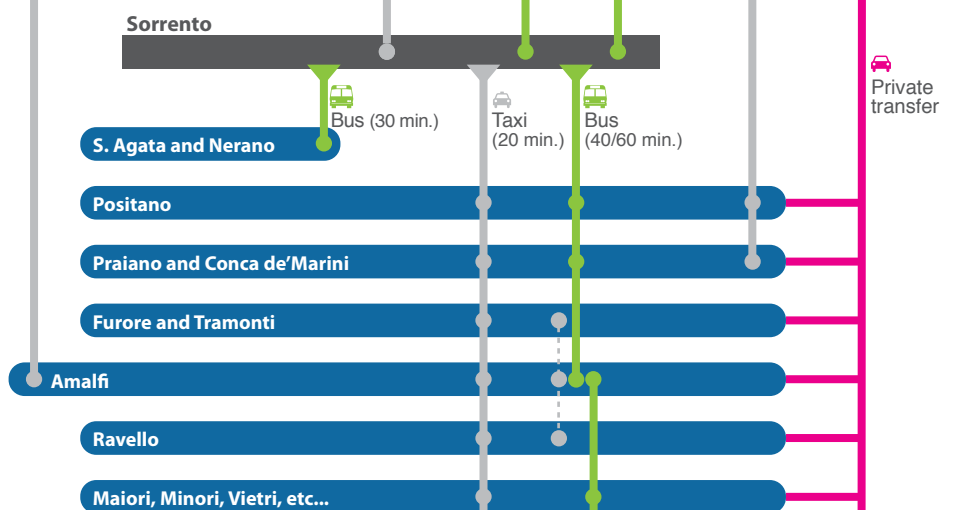 Sorrento
Private
transfer
Bus (30 min.)
Taxi
(20 min.)
Bus
(40/60 min.)
S. Agata and Nerano
Positano
Praiano and Conca de’Marini
Furore and Tramonti
Amalfi
Ravello
Maiori, Minori, Vietri, etc...